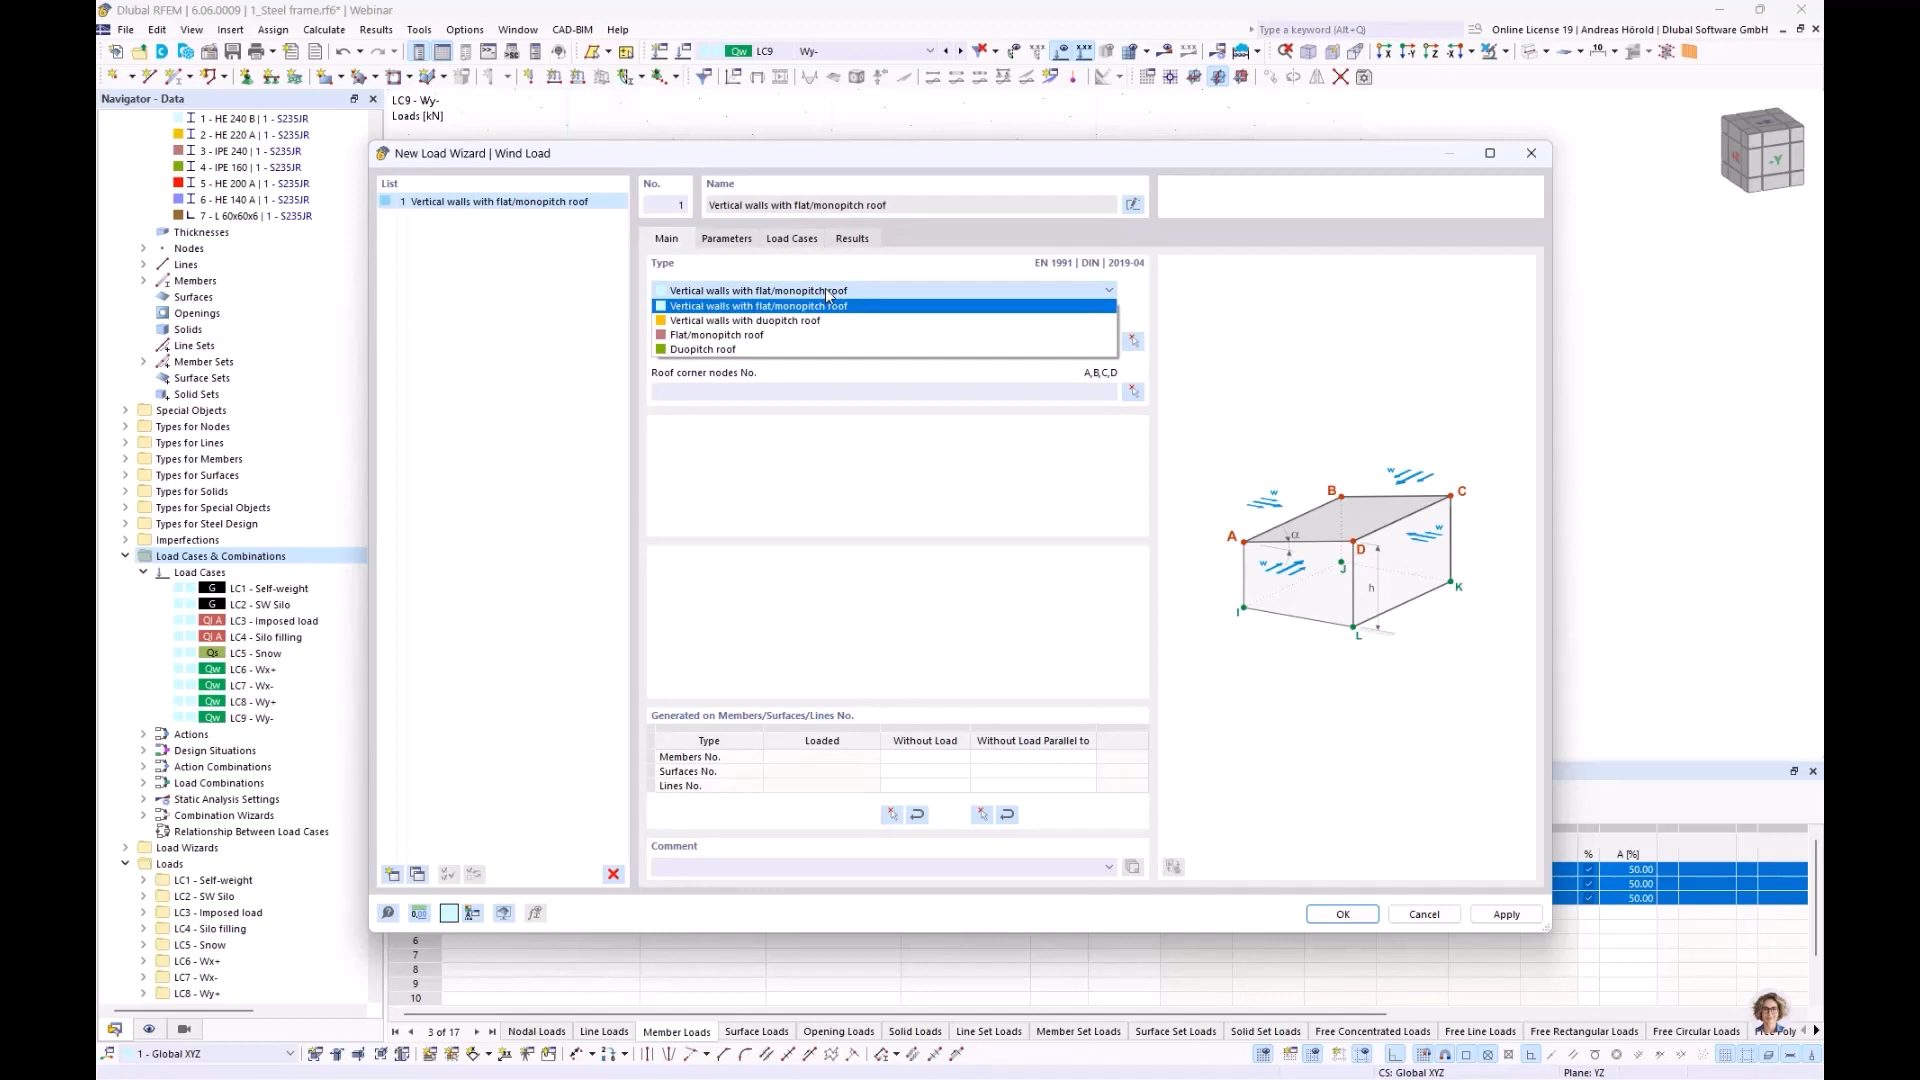 Dlubal RFEM | 6.06.0009 | 1_Steel frame.rf6* | Webinar
File Edit View Insert Assign Calculate Results Tools Options Window CAD-BIM Help
Type a keyword (Alt+Q)
Online License 19 | Andreas Hörold | Dlubal Software GmbH
Qw LC9 Wy-
Navigator - Data
1 - HE 240 B | 1 - S235JR
2 - HE 220 A | 1 - S235JR
3 - IPE 240 | 1 - S235JR
4 - IPE 160 | 1 - S235JR
5 - HE 200 A | 1 - S235JR
6 - HE 140 A | 1 - S235JR
7 - L 60x60x6 | 1 - S235JR
Thicknesses
Nodes
Lines
Members
Surfaces
Openings
Solids
Line Sets
Member Sets
Surface Sets
Solid Sets
Special Objects
Types for Nodes
Types for Lines
Types for Members
Types for Surfaces
Types for Solids
Types for Special Objects
Types for Steel Design
Imperfections
Load Cases & Combinations
Load Cases
G LC1 - Self-weight
G LC2 - SW Silo
QI A LC3 - Imposed load
QI A LC4 - Silo filling
Qs LC5 - Snow
Qw LC6 - Wx+
Qw LC7 - Wx-
Qw LC8 - Wy+
Qw LC9 - Wy-
Actions
Design Situations
Action Combinations
Load Combinations
Static Analysis Settings
Combination Wizards
Relationship Between Load Cases
Load Wizards
Loads
LC1 - Self-weight
LC2 - SW Silo
LC3 - Imposed load
LC4 - Silo filling
LC5 - Snow
LC6 - Wx+
LC7 - Wx-
LC8 - Wy+
LC9 - Wy-
Loads [kN]
-Y
New Load Wizard | Wind Load
List
1 Vertical walls with flat/monopitch roof
No.
1
Name
Vertical walls with flat/monopitch roof
Main Parameters Load Cases Results
Type
EN 1991 | DIN | 2019-04
Vertical walls with flat/monopitch roof
Vertical walls with flat/monopitch roof
Vertical walls with duopitch roof
Flat/monopitch roof
Duopitch roof
Roof corner nodes No.
A,B,C,D
w
w
B
C
w
A
α
D
w
J
h
K
I
L
Generated on Members/Surfaces/Lines No.
Type Loaded Without Load Without Load Parallel to
Members No.
Surfaces No.
Lines No.
Comment
OK Cancel Apply
% A [%]
50.00
50.00
50.00
6
7
8
9
10
3 of 17
Nodal Loads Line Loads Member Loads Surface Loads Opening Loads Solid Loads Line Set Loads Member Set Loads Surface Set Loads Solid Set Loads Free Concentrated Loads Free Line Loads Free Rectangular Loads Free Circular Loads
1 - Global XYZ
CS: Global XYZ
Plane: YZ